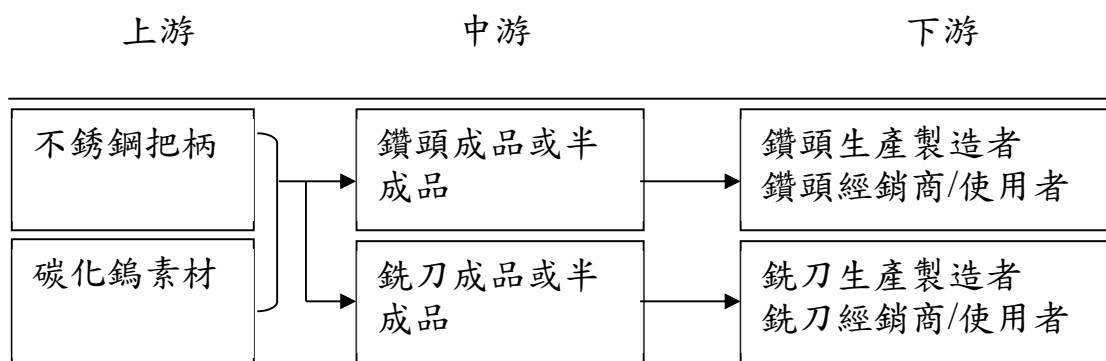 上游 中游 下游
不銹鋼把柄
鑽頭成品或半
成品
鑽頭生產製造者
鑽頭經銷商/使用者
碳化鎢素材
銑刀成品或半
成品
銑刀生產製造者
銑刀經銷商/使用者